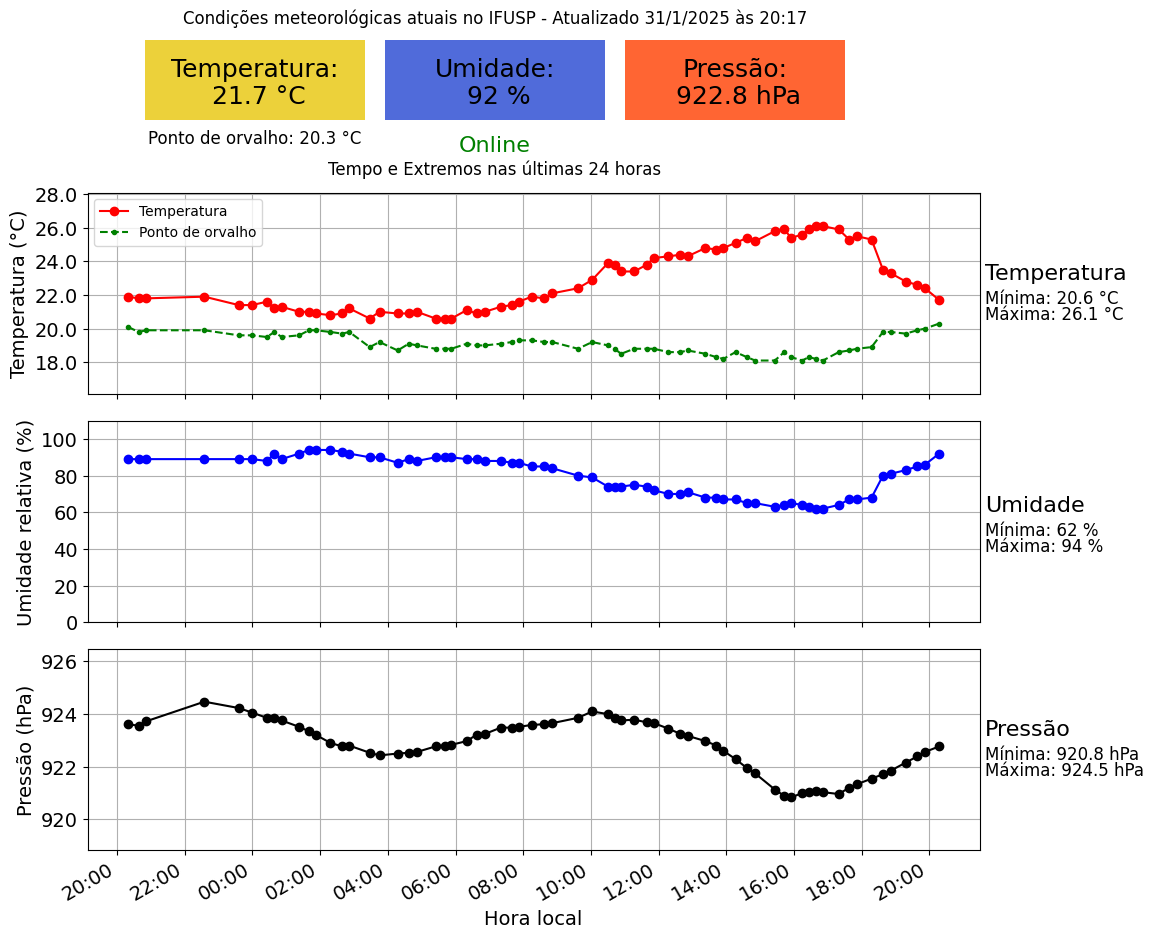 Condições meteorológicas atuais no IFUSP - Atualizado 31/1/2025 às 20:17
Temperatura:
21.7 °C
Umidade:
92 %
Pressão:
922.8 hPa
Ponto de orvalho: 20.3 °C
Online
Tempo e Extremos nas últimas 24 horas
Temperatura (°C)
28.0
26.0
24.0
22.0
20.0
18.0
Temperatura
Ponto de orvalho
Temperatura
Mínima: 20.6 °C
Máxima: 26.1 °C
Umidade relativa (%)
100
80
60
40
20
0
Umidade
Mínima: 62 %
Máxima: 94 %
Pressão (hPa)
926
924
922
920
Pressão
Mínima: 920.8 hPa
Máxima: 924.5 hPa
20:00 22:00 00:00 02:00 04:00 06:00 08:00 10:00 12:00 14:00 16:00 18:00 20:00
Hora local